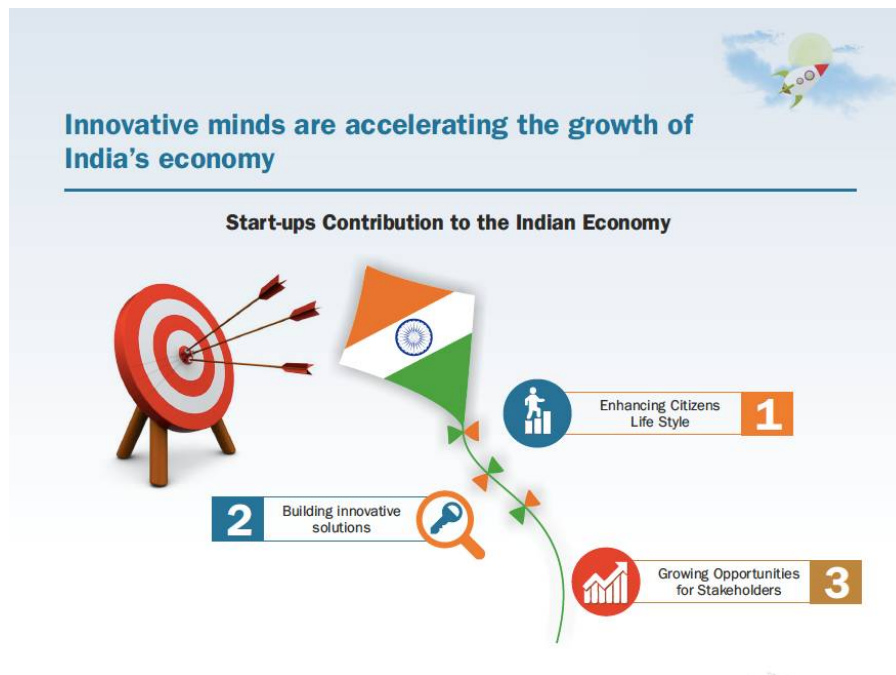 Innovative minds are accelerating the growth of
India's economy
Start-ups Contribution to the Indian Economy
Enhancing Citizens
Life Style
1
2
Building innovative
solutions
Growing Opportunities
for Stakeholders
3